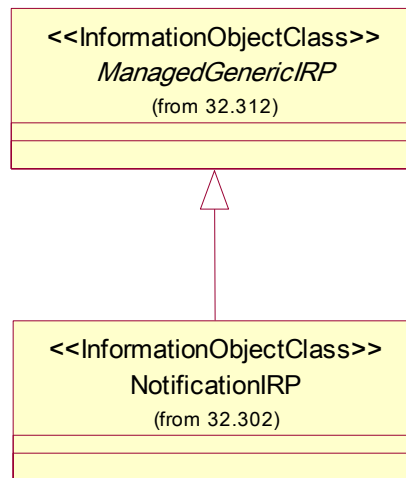 <<InformationObjectClass>>
ManagedGenericIRP
(from 32.312)
<<InformationObjectClass>>
NotificationIRP
(from 32.302)